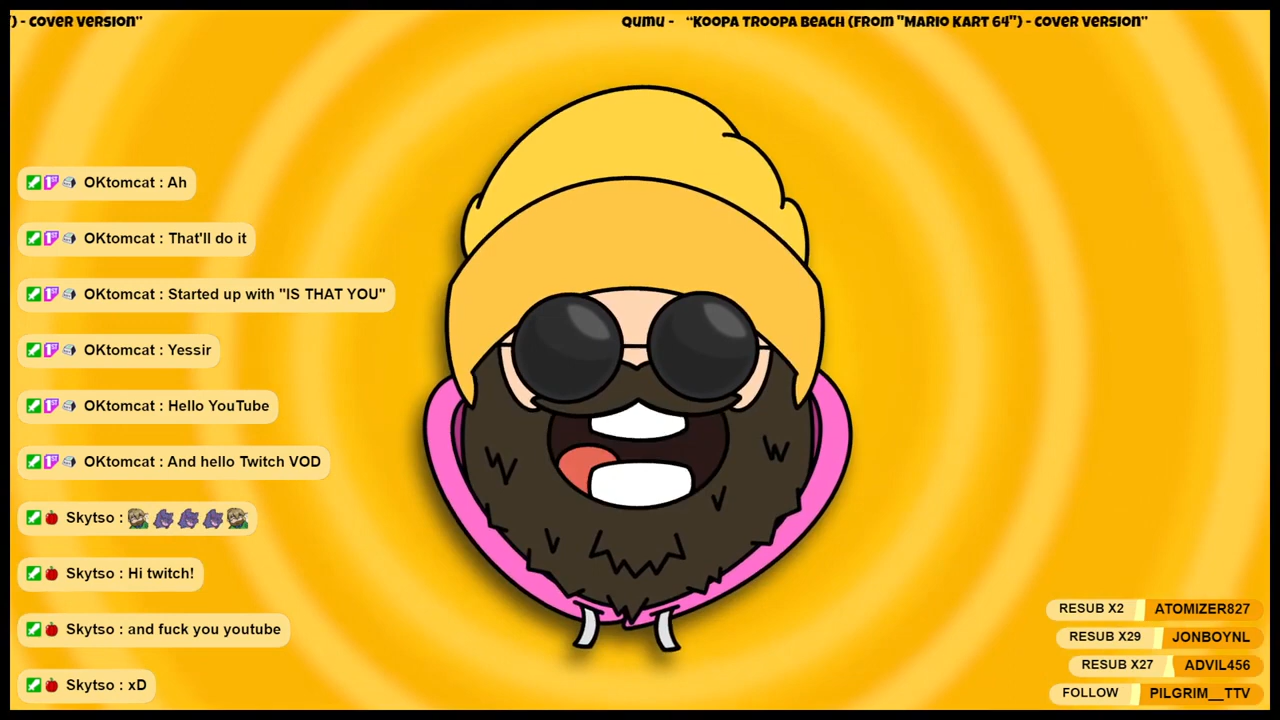 ') - Cover Version"
Qumu - "Koopa Troopa Beach (From "Mario Kart 64") - Cover Version"
OKtomcat : Ah
OKtomcat : That'll do it
OKtomcat : Started up with "IS THAT YOU"
OKtomcat : Yessir
OKtomcat : Hello YouTube
OKtomcat : And hello Twitch VOD
Skytso :
Skytso : Hi twitch!
Skytso : and fuck you youtube
Skytso : xD
RESUB X2 ATOMIZER827
RESUB X29 JONBOYNL
RESUB X27 ADVIL456
FOLLOW PILGRIM__TTV